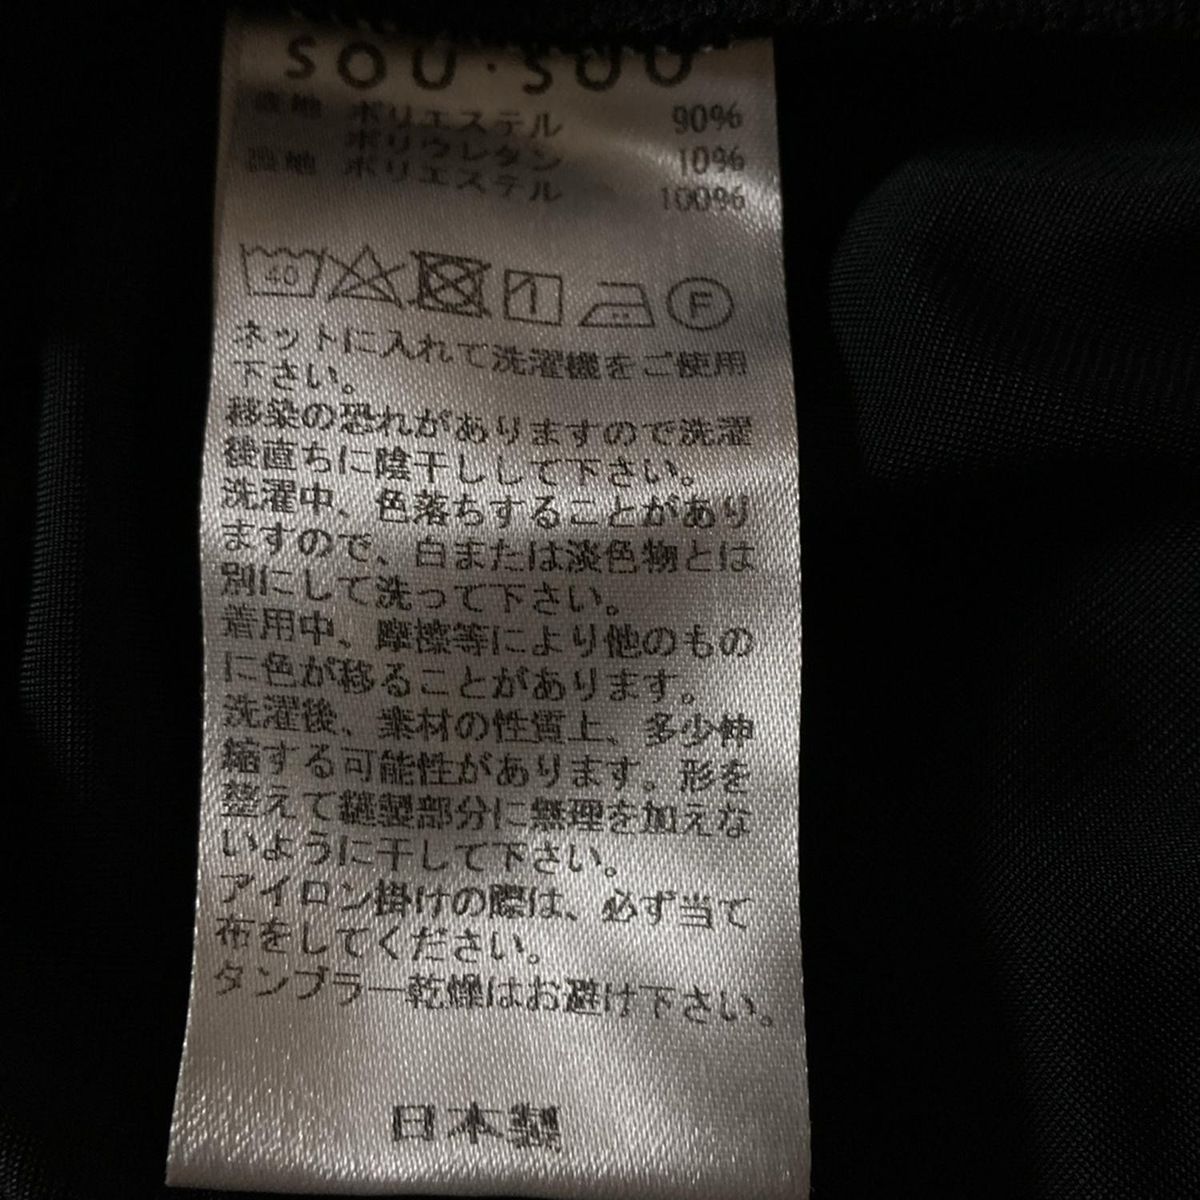 SOU・SOU
ポリエステル 90%
ポリウレタン 10%
ポリエステル 100%
40 1 F
ネットに入れて洗濯機をご使用
下さい。
移染の恐れがありますので洗濯
後直ちに陰干しして下さい。
洗濯中、色落ちすることがあり
ますので、白または淡色物とは
別にして洗って下さい。
着用中、摩擦等により他のもの
に色が移ることがあります。
洗濯後、素材の性質上、多少伸
縮する可能性があります。形を
整えて縫製部分に無理を加えな
いように干して下さい。
アイロン掛けの際は、必ず当て
布をしてください。
タンブラー乾燥はお避け下さい。
日本製